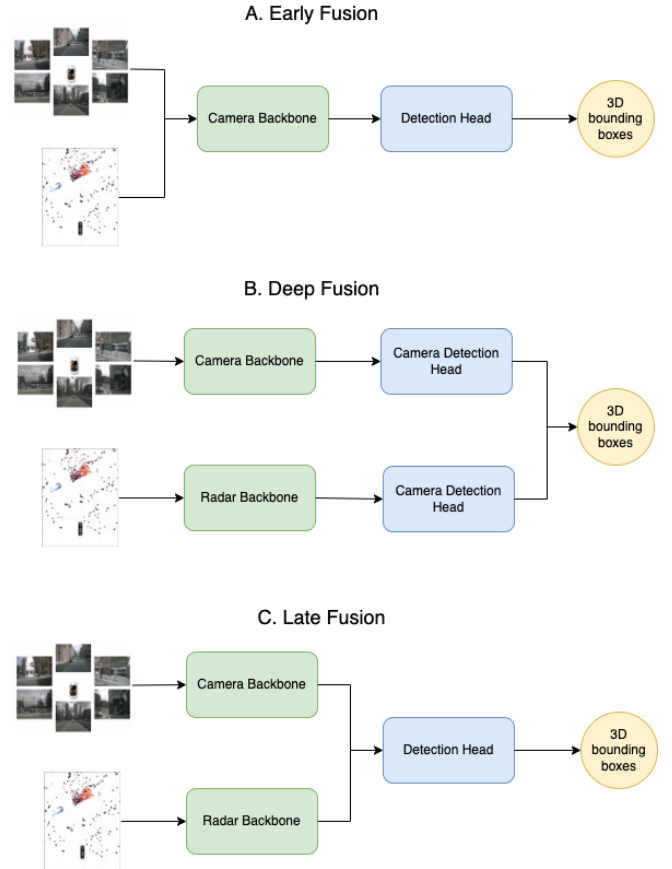 A. Early Fusion
Camera Backbone
Detection Head
3D
bounding
boxes
B. Deep Fusion
Camera Backbone
Camera Detection
Head
3D
bounding
boxes
Radar Backbone
Camera Detection
Head
C. Late Fusion
Camera Backbone
Detection Head
3D
bounding
boxes
Radar Backbone